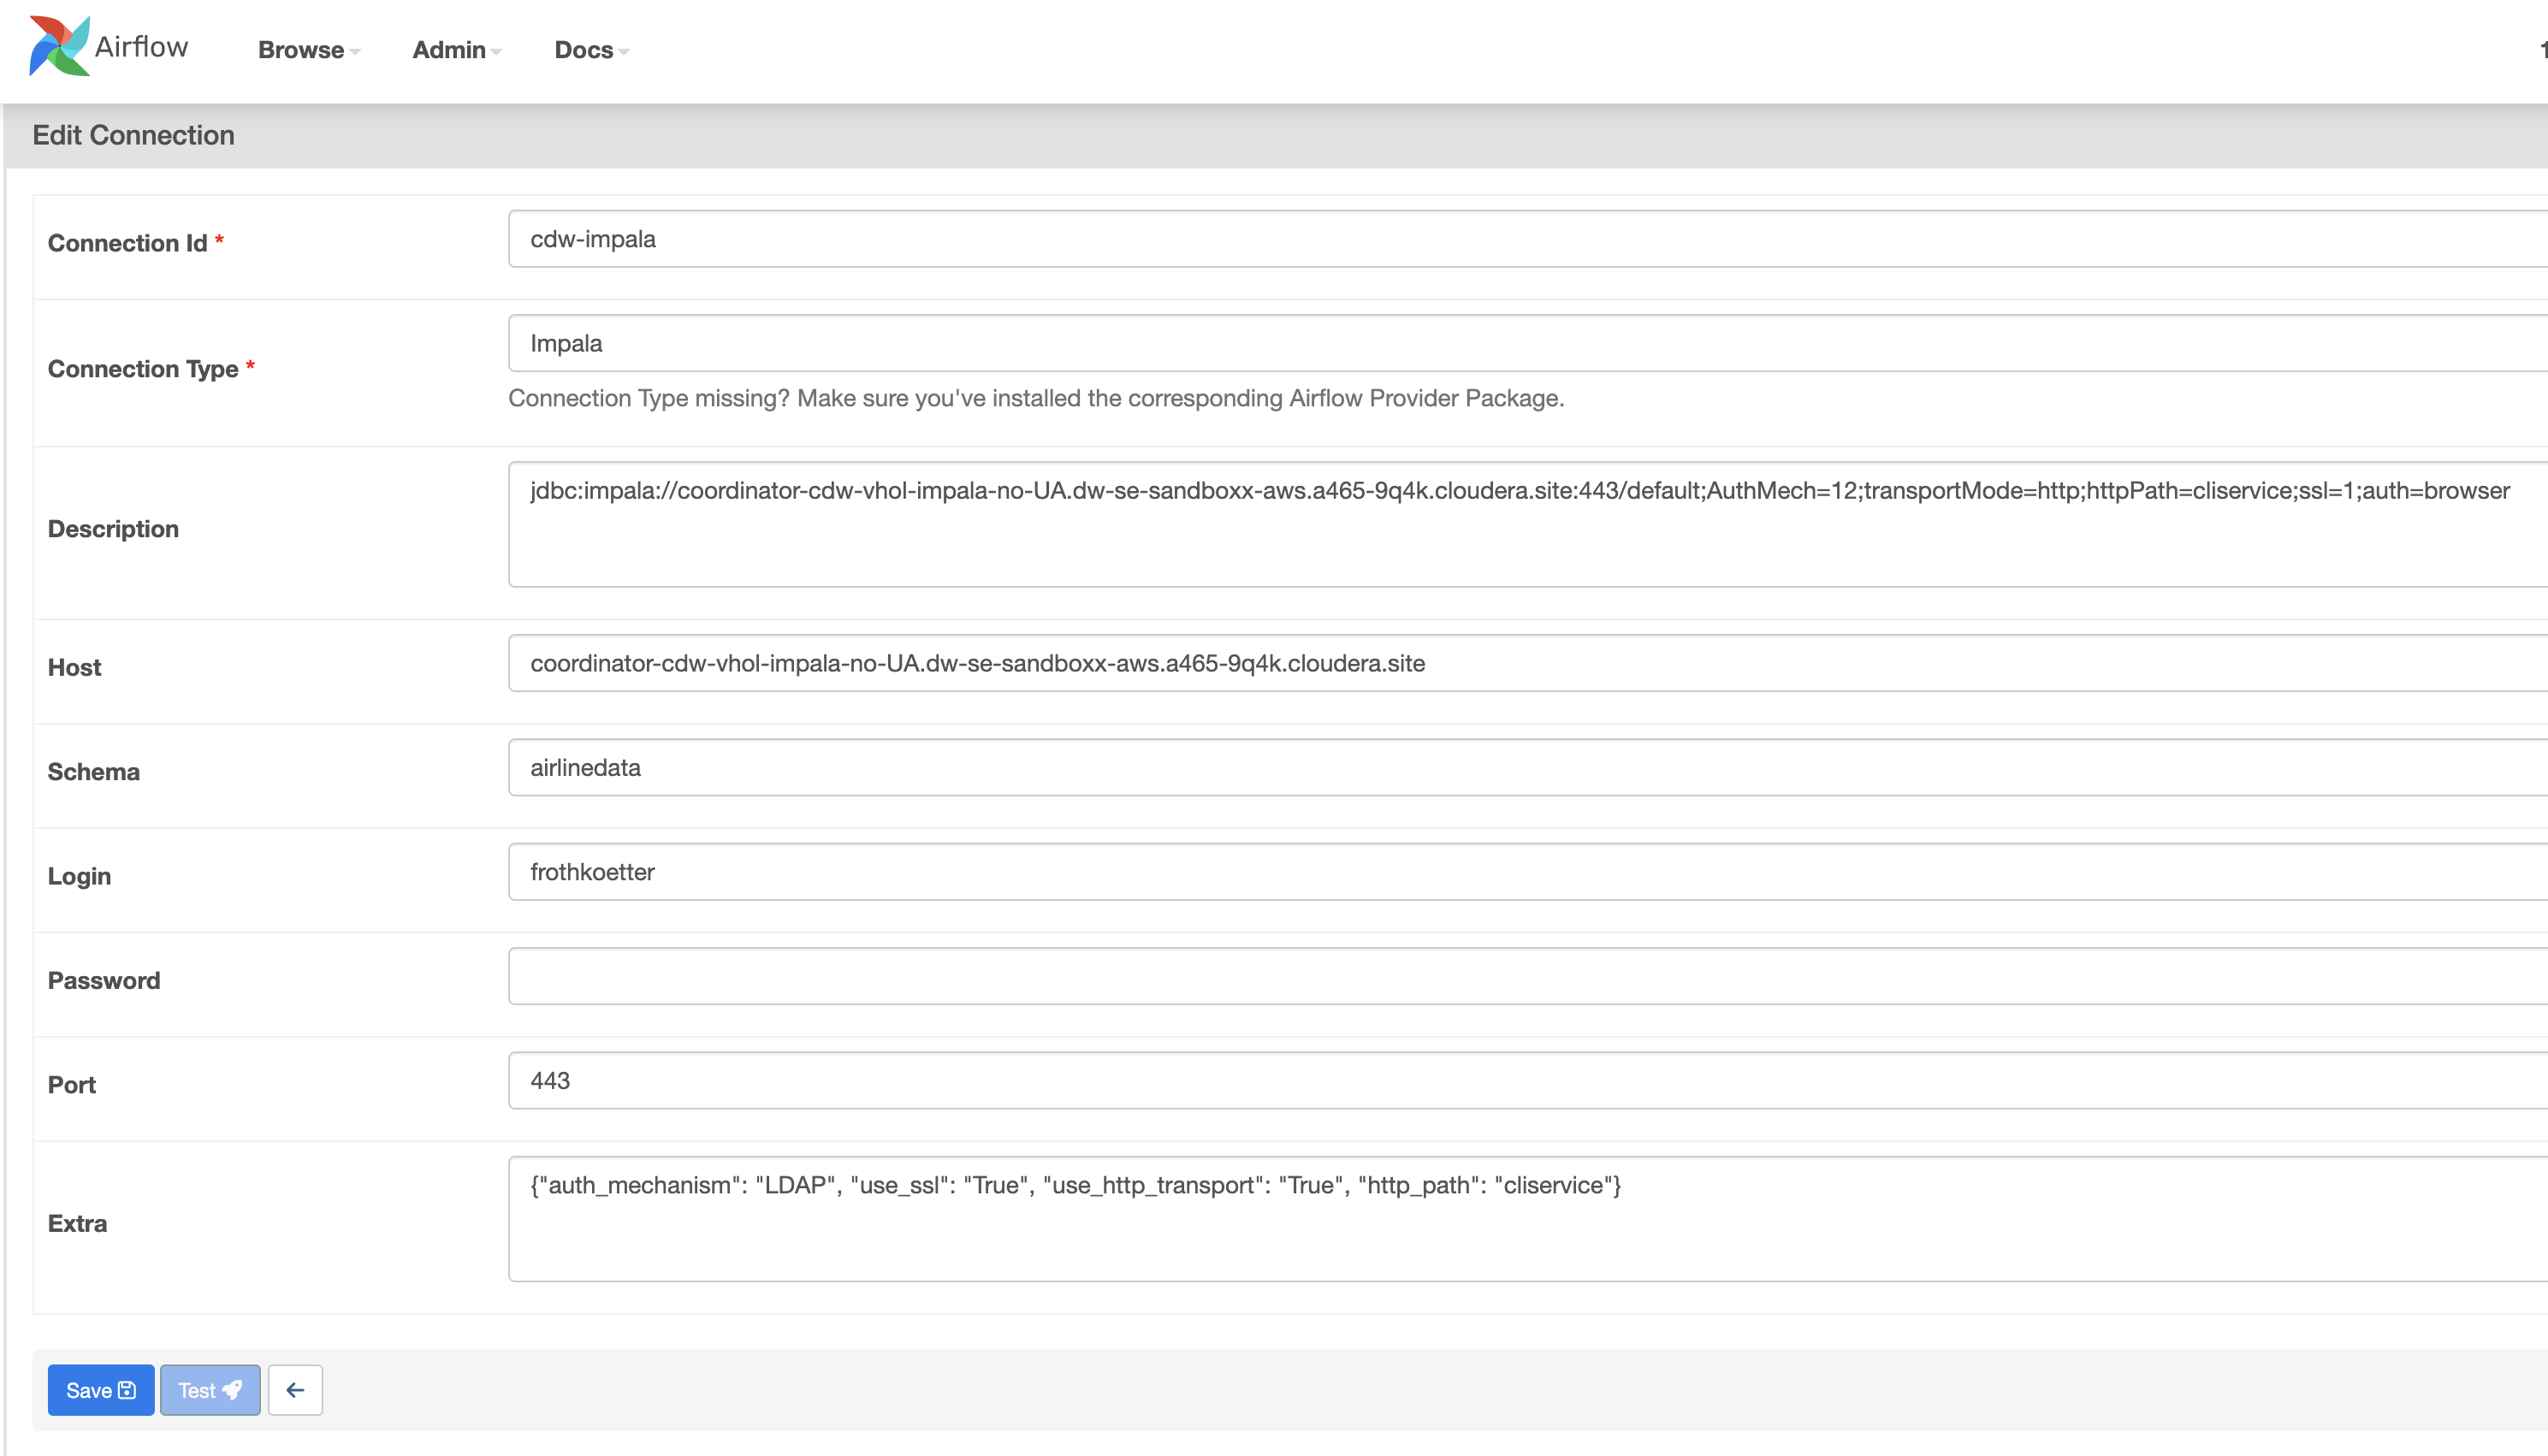 Airflow Browse Admin Docs
Edit Connection
Connection Id *
cdw-impala
Connection Type *
Impala
Connection Type missing? Make sure you've installed the corresponding Airflow Provider Package.
Description
jdbc:impala://coordinator-cdw-vhol-impala-no-UA.dw-se-sandboxx-aws.a465-9q4k.cloudera.site:443/default;AuthMech=12;transportMode=http;httpPath=cliservice;ssl=1;auth=browser
Host
coordinator-cdw-vhol-impala-no-UA.dw-se-sandboxx-aws.a465-9q4k.cloudera.site
Schema
airlinedata
Login
frothkoetter
Password
Port
443
Extra
{"auth_mechanism": "LDAP", "use_ssl": "True", "use_http_transport": "True", "http_path": "cliservice"}
Save Test